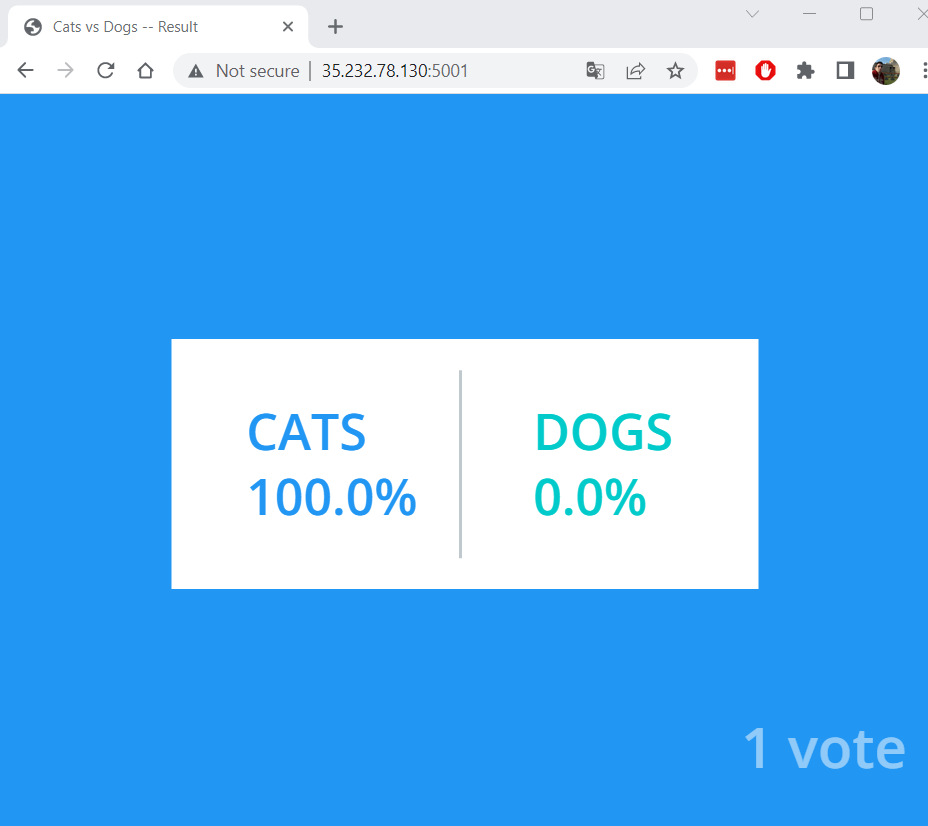 Cats vs Dogs -- Result
Not secure | 35.232.78.130:5001
CATS
100.0%
DOGS
0.0%
1 vote